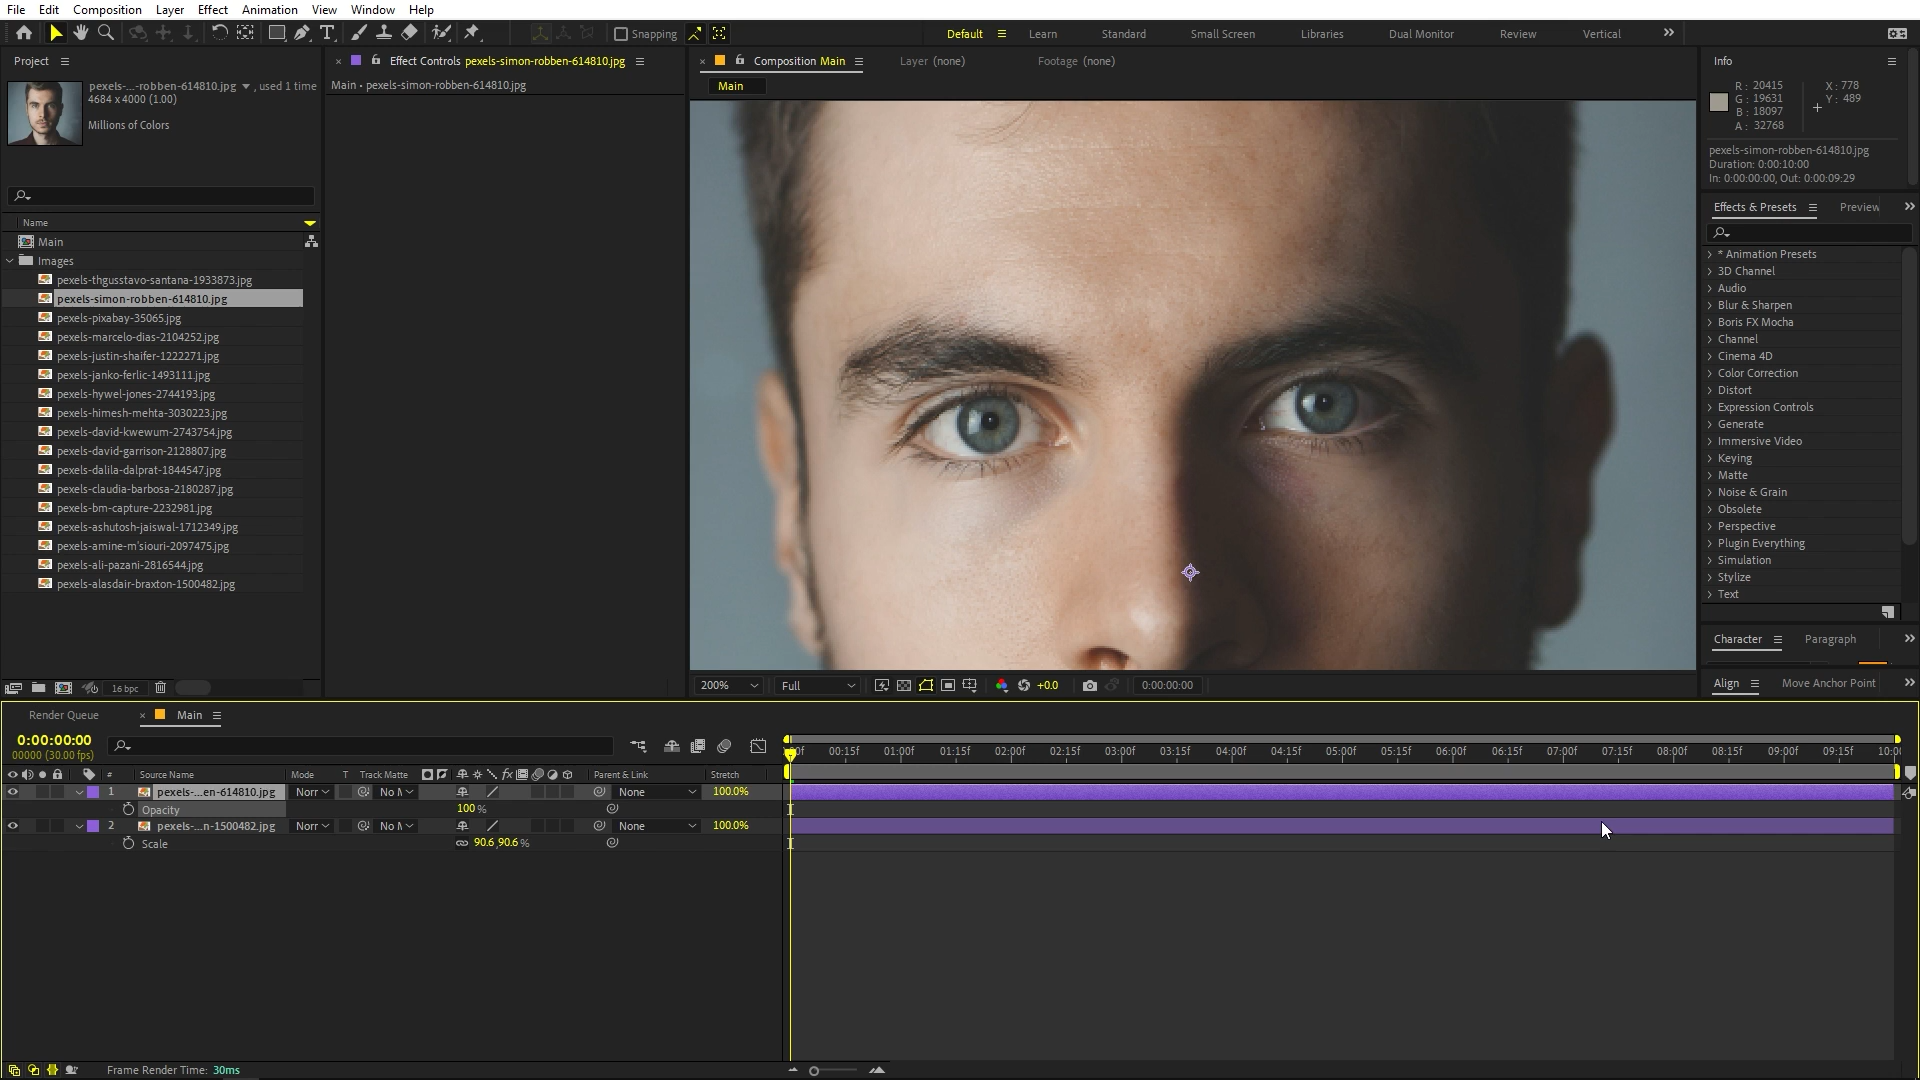 File Edit Composition Layer Effect Animation View Window Help
Snapping
Default Learn Standard Small Screen Libraries Dual Monitor Review Vertical
Project
pexels-...-robben-614810.jpg , used 1 time
4684 x 4000 (1.00)
Millions of Colors
Name
Main
Images
pexels-thgusstavo-santana-1933873.jpg
pexels-simon-robben-614810.jpg
pexels-pixabay-35065.jpg
pexels-marcelo-dias-2104252.jpg
pexels-justin-shaifer-1222271.jpg
pexels-janko-ferlic-1493111.jpg
pexels-hywel-jones-2744193.jpg
pexels-himesh-mehta-3030223.jpg
pexels-david-kwewum-2743754.jpg
pexels-david-garrison-2128807.jpg
pexels-dalila-dalprat-1844547.jpg
pexels-claudia-barbosa-2180287.jpg
pexels-bm-capture-2232981.jpg
pexels-ashutosh-jaiswal-1712349.jpg
pexels-amine-m'siouri-2097475.jpg
pexels-ali-pazani-2816544.jpg
pexels-alasdair-braxton-1500482.jpg
16 bpc
Effect Controls pexels-simon-robben-614810.jpg
Main • pexels-simon-robben-614810.jpg
Composition Main
Layer (none)
Footage (none)
Main
200% Full +0.0 0:00:00:00
Info
R : 20415 X : 778
G : 19631 Y : 489
B : 18097
A : 32768
pexels-simon-robben-614810.jpg
Duration: 0:00:10:00
In: 0:00:00:00, Out: 0:00:09:29
Effects & Presets Preview
* Animation Presets
3D Channel
Audio
Blur & Sharpen
Boris FX Mocha
Channel
Cinema 4D
Color Correction
Distort
Expression Controls
Generate
Immersive Video
Keying
Matte
Noise & Grain
Obsolete
Perspective
Plugin Everything
Simulation
Stylize
Text
Character Paragraph
Align Move Anchor Point
Render Queue Main
0:00:00:00
00000 (30.00 fps)
00:15f 01:00f 01:15f 02:00f 02:15f 03:00f 03:15f 04:00f 04:15f 05:00f 05:15f 06:00f 06:15f 07:00f 07:15f 08:00f 08:15f 09:00f 09:15f 10:00
# Source Name Mode T Track Matte fx Parent & Link Stretch
1 pexels-...en-614810.jpg Norr No M None 100.0%
Opacity 100 %
2 pexels-...n-1500482.jpg Norr No M None 100.0%
Scale 90.6,90.6 %
Frame Render Time: 30ms